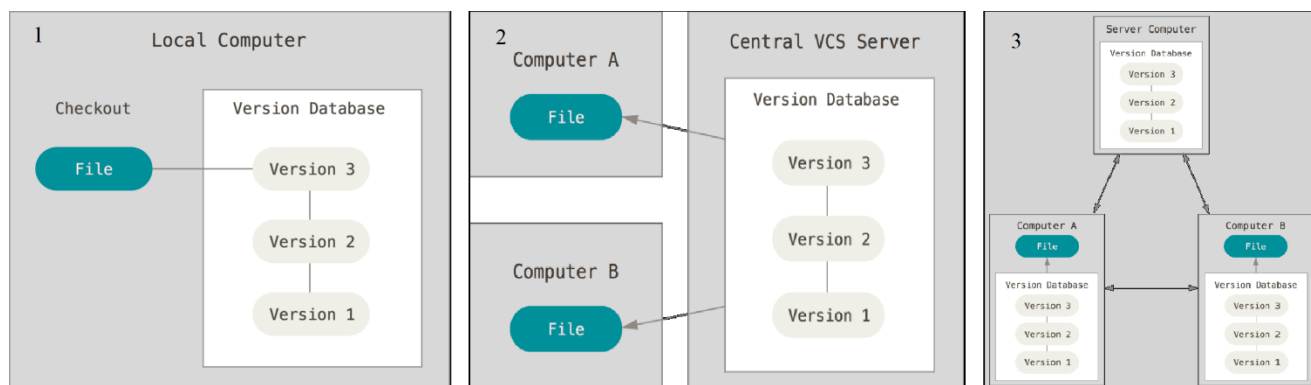 1
Local Computer
Checkout
Version Database
File
Version 3
Version 2
Version 1
2
Computer A
File
Computer B
File
Central VCS Server
Version Database
Version 3
Version 2
Version 1
3
Server Computer
Version Database
Version 3
Version 2
Version 1
Computer A
File
Version Database
Version 3
Version 2
Version 1
Computer B
File
Version Database
Version 3
Version 2
Version 1